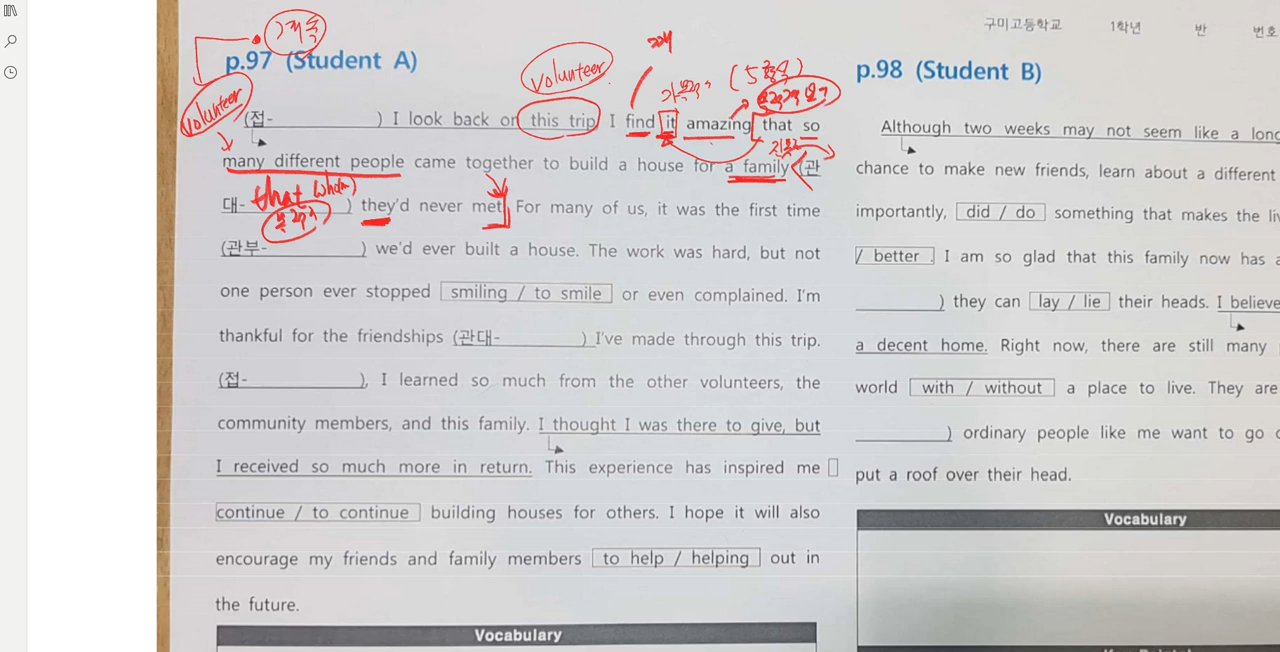 구미고등학교 1학년 반 번호
p.97 (Student A)
volunteer
volunteer
(5형식)
(접- ) I look back on this trip, I find it amazing that so
many different people came together to build a house for a family (관
대- that (whom) ) they'd never met. For many of us, it was the first time
(관부- ) we'd ever built a house. The work was hard, but not
one person ever stopped smiling / to smile or even complained. I'm
thankful for the friendships (관대- ) I've made through this trip.
(접- ), I learned so much from the other volunteers, the
community members, and this family. I thought I was there to give, but
I received so much more in return. This experience has inspired me
continue / to continue building houses for others. I hope it will also
encourage my friends and family members to help / helping out in
the future.
Vocabulary
p.98 (Student B)
Although two weeks may not seem like a long
chance to make new friends, learn about a different
importantly, did / do something that makes the li
/ better . I am so glad that this family now has a
) they can lay / lie their heads. I believe
a decent home. Right now, there are still many
world with / without a place to live. They are
) ordinary people like me want to go
put a roof over their head.
Vocabulary